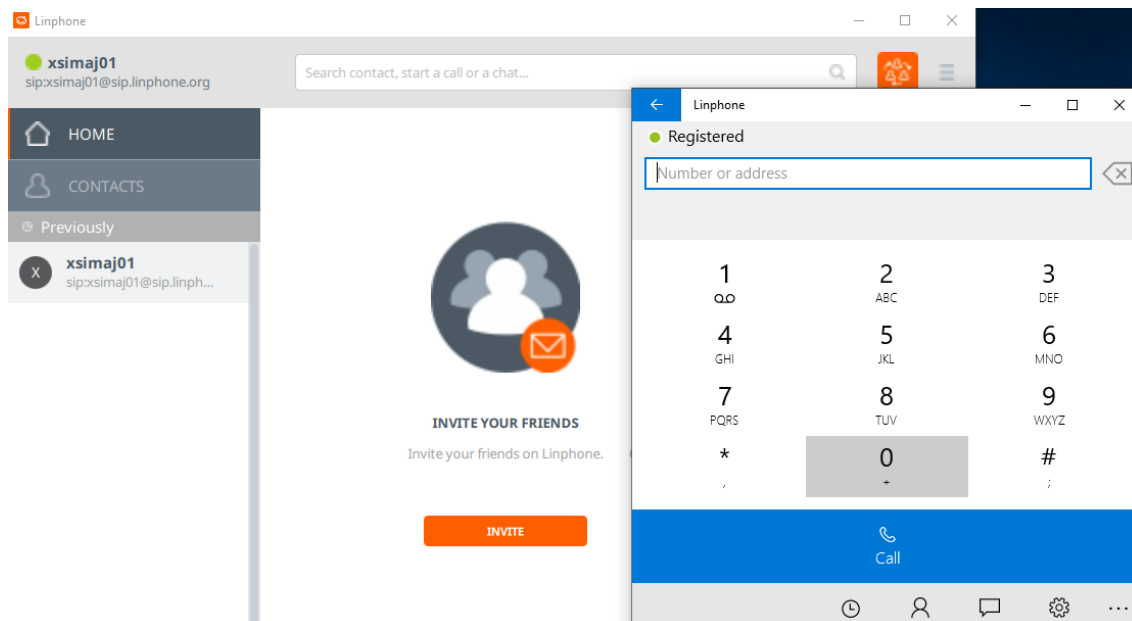 Linphone
xsimaj01
sip:xsimaj01@sip.linphone.org
Search contact, start a call or a chat...
HOME
CONTACTS
Previously
X
xsimaj01
sip:xsimaj01@sip.linph...
INVITE YOUR FRIENDS
Invite your friends on Linphone.
INVITE
Linphone
Registered
Number or address
1 2 3
ABC DEF
4 5 6
GHI JKL MNO
7 8 9
PQRS TUV WXYZ
* 0 #
, + ;
Call